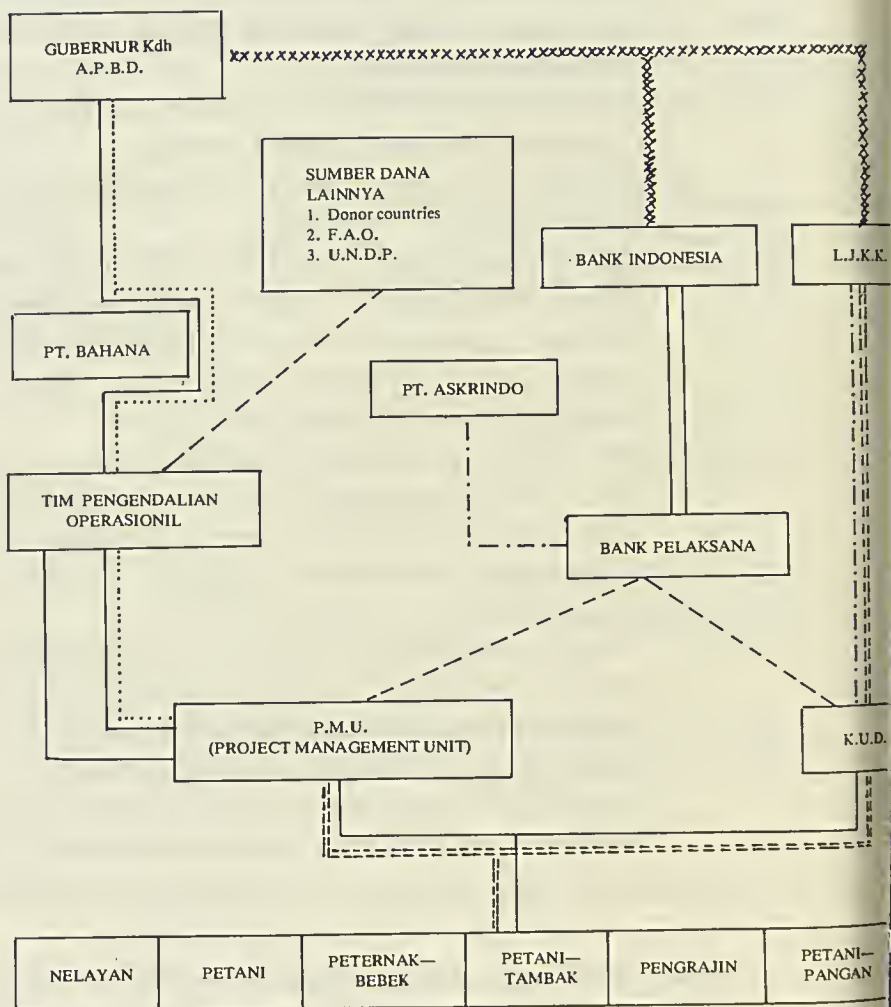 GUBERNUR Kdh
A.P.B.D.
SUMBER DANA
LAINNYA
1. Donor countries
2. F.A.O.
3. U.N.D.P.
BANK INDONESIA
L.J.K.K.
PT. BAHANA
PT. ASKRINDO
TIM PENGENDALIAN
OPERASIONIL
BANK PELAKSANA
P.M.U.
(PROJECT MANAGEMENT UNIT)
K.U.D.
NELAYAN
PETANI
PETERNAK—
BEBEK
PETANI—
TAMBAK
PENGRAJIN
PETANI—
PANGAN